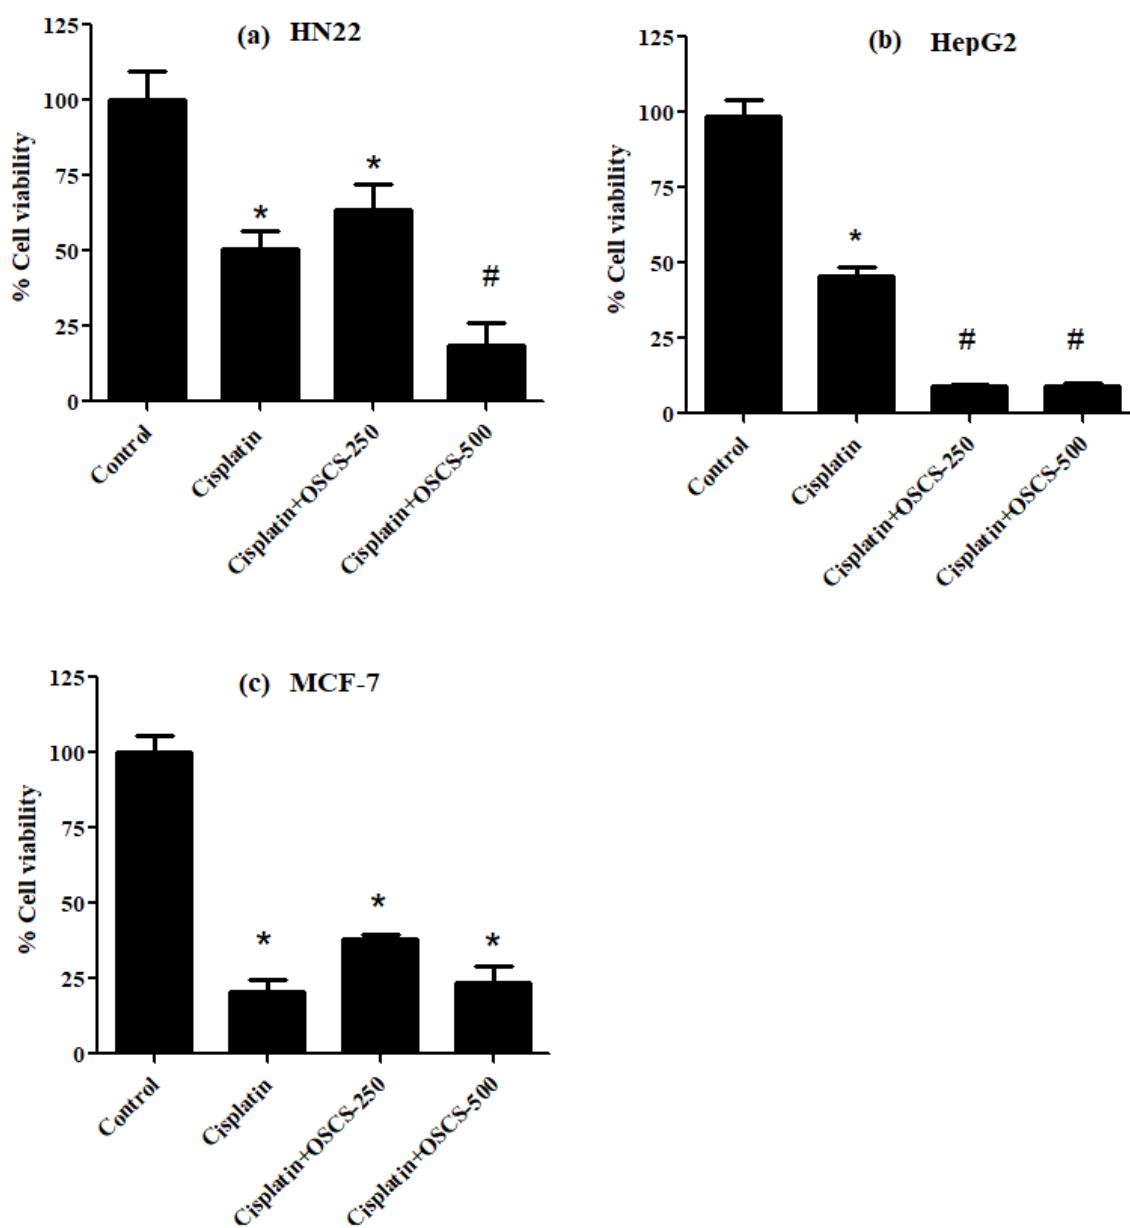 (a) HN22
% Cell viability
125
100
75
50
25
0
*
*
#
Control
Cisplatin
Cisplatin+OSCS-250
Cisplatin+OSCS-500
(b) HepG2
% Cell viability
125
100
75
50
25
0
*
#
#
Control
Cisplatin
Cisplatin+OSCS-250
Cisplatin+OSCS-500
(c) MCF-7
% Cell viability
125
100
75
50
25
0
*
*
*
Control
Cisplatin
Cisplatin+OSCS-250
Cisplatin+OSCS-500